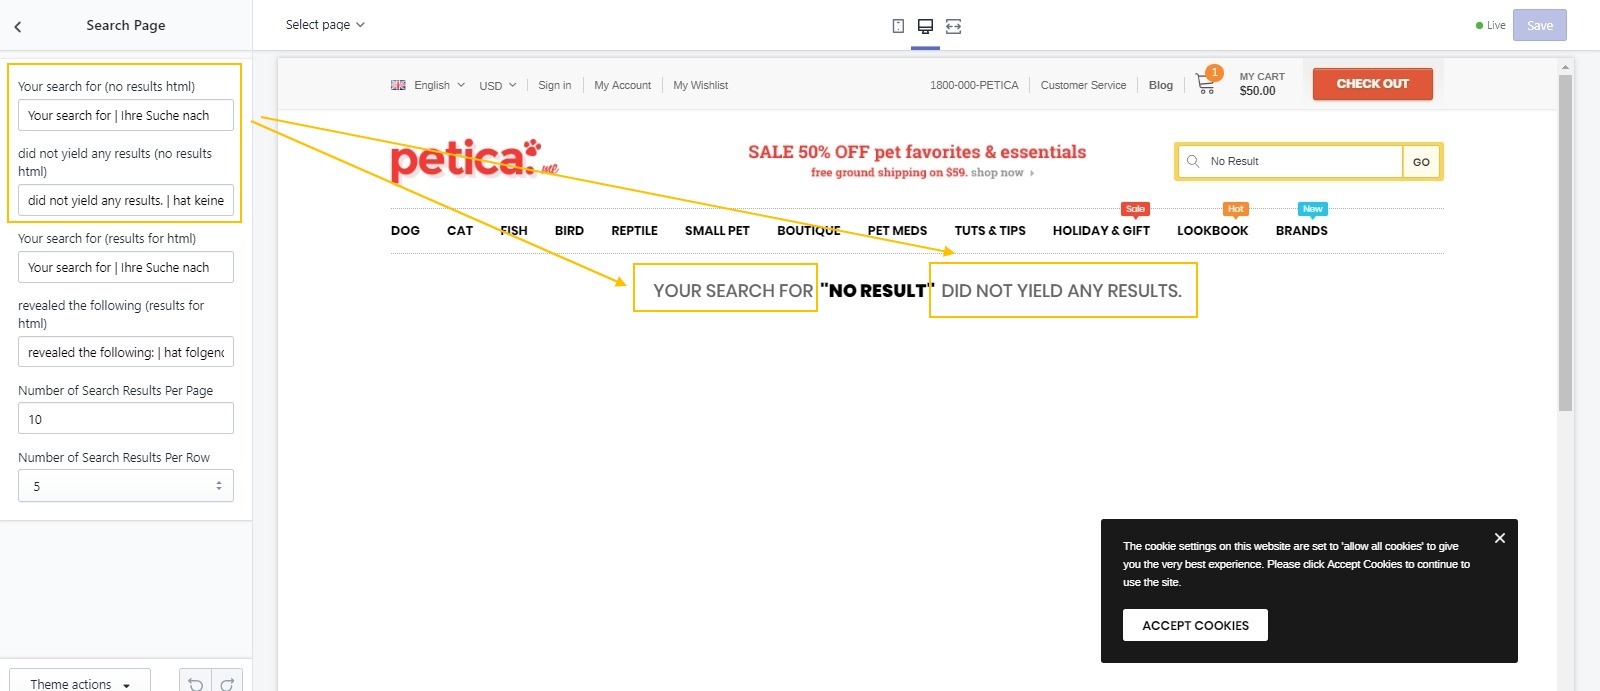 Search Page
Select page
Live
Save
Your search for (no results html)
Your search for | Ihre Suche nach
did not yield any results (no results
html)
did not yield any results. | hat keine
Your search for (results for html)
Your search for | Ihre Suche nach
revealed the following (results for
html)
revealed the following: | hat folgend
Number of Search Results Per Page
10
Number of Search Results Per Row
5
Theme actions
English
USD
Sign in
My Account
My Wishlist
1800-000-PETICA
Customer Service
Blog
1
MY CART
$50.00
CHECK OUT
petica.me
SALE 50% OFF pet favorites & essentials
free ground shipping on $59. shop now
No Result
GO
Sale
Hot
New
DOG CAT FISH BIRD REPTILE SMALL PET BOUTIQUE PET MEDS TUTS & TIPS HOLIDAY & GIFT LOOKBOOK BRANDS
YOUR SEARCH FOR "NO RESULT" DID NOT YIELD ANY RESULTS.
The cookie settings on this website are set to 'allow all cookies' to give
you the very best experience. Please click Accept Cookies to continue to
use the site.
ACCEPT COOKIES